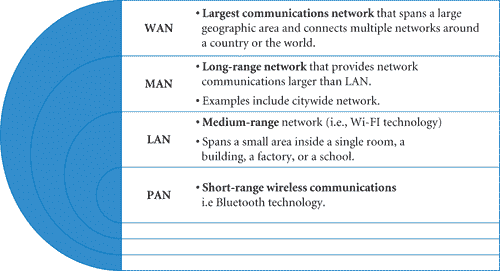 WAN
• Largest communications network that spans a large
geographic area and connects multiple networks around
a country or the world.
MAN
• Long-range network that provides network
communications larger than LAN.
• Examples include citywide network.
LAN
• Medium-range network (i.e., Wi-FI technology)
• Spans a small area inside a single room, a
building, a factory, or a school.
PAN
• Short-range wireless communications
i.e Bluetooth technology.